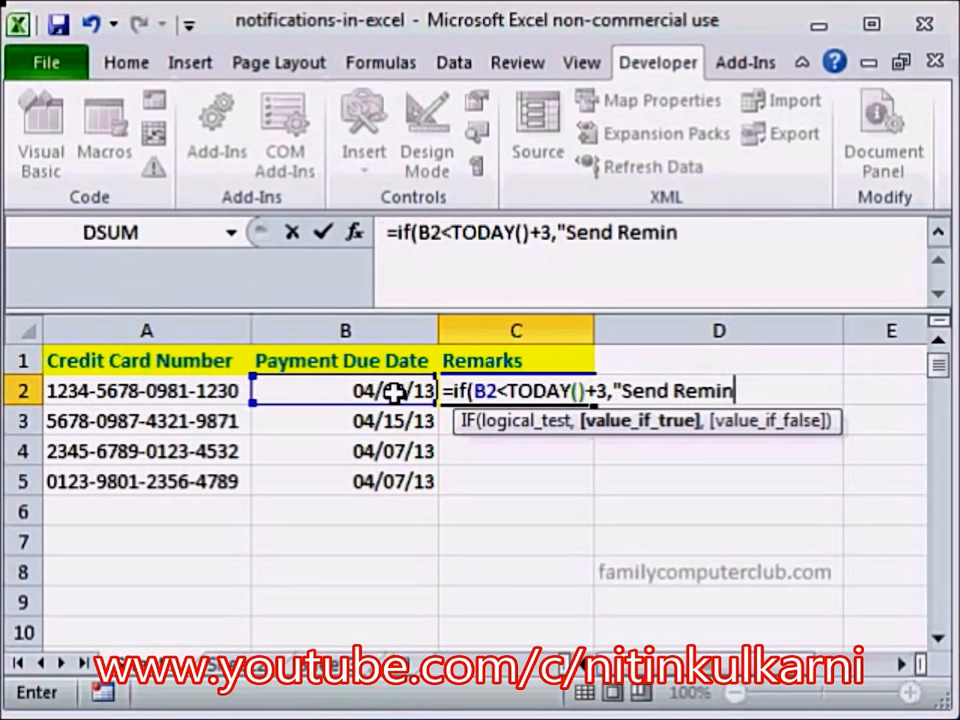 notifications-in-excel - Microsoft Excel non-commercial use
File Home Insert Page Layout Formulas Data Review View Developer Add-Ins
Visual Basic
Macros
Add-Ins
COM Add-Ins
Insert
Design Mode
Source
Map Properties
Expansion Packs
Refresh Data
Import
Export
Document Panel
Code Add-Ins Controls XML Modify
DSUM fx =if(B2<TODAY()+3,"Send Remin
A B C D E
1 Credit Card Number Payment Due Date Remarks
2 1234-5678-0981-1230 =if(B2<TODAY()+3,"Send Remin
IF(logical_test, [value_if_true], [value_if_false])
3 5678-0987-4321-9871 04/15/13
4 2345-6789-0123-4532 04/07/13
5 0123-9801-2356-4789 04/07/13
6
7
8 familycomputerclub.com
9
10
www.youtube.com/c/nitinkulkarni
Enter 100%